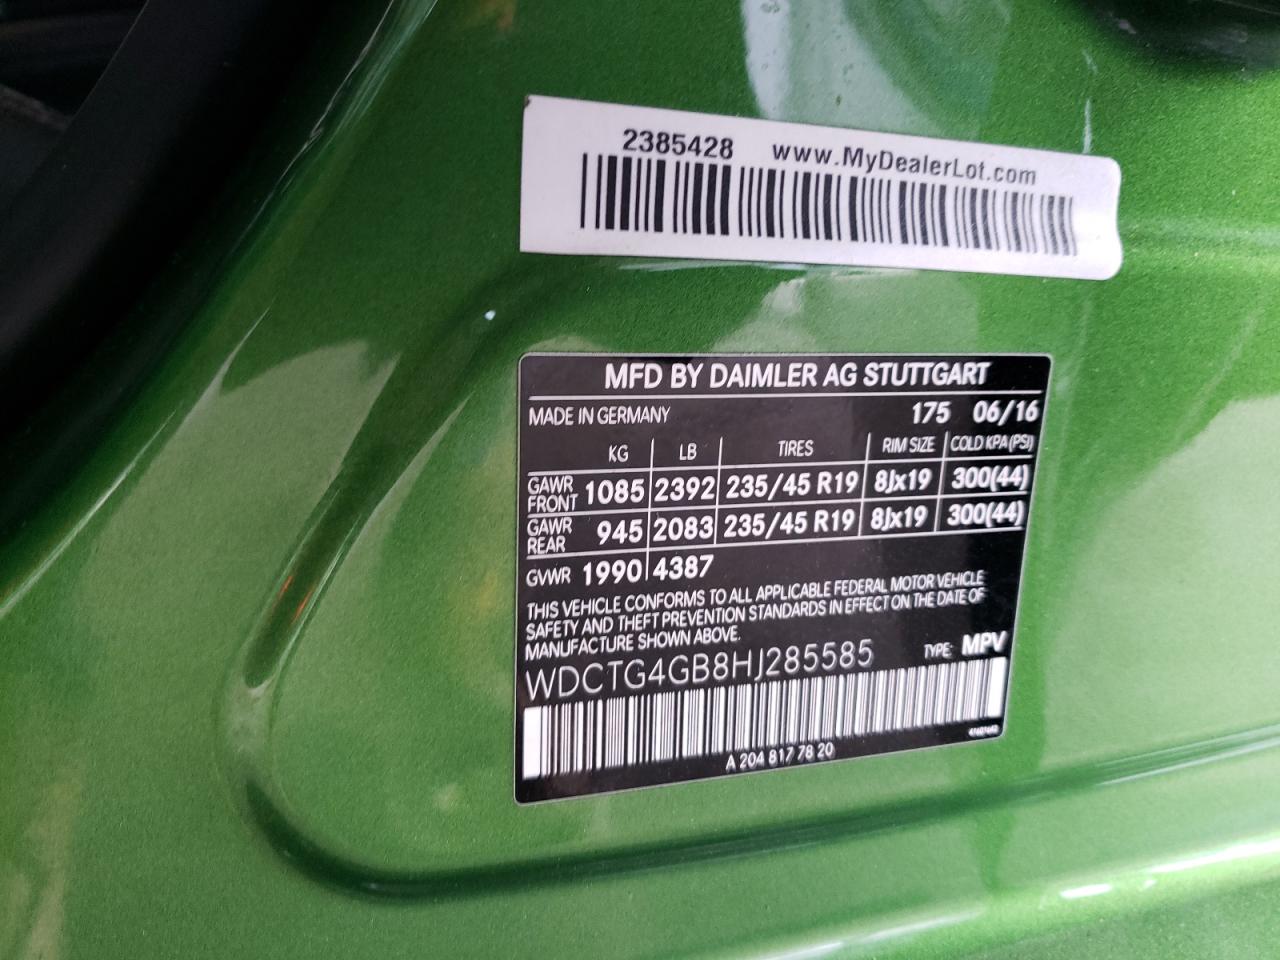 2385428 www.MyDealerLot.com
MFD BY DAIMLER AG STUTTGART
MADE IN GERMANY 175 06/16
KG LB TIRES RIM SIZE COLD KPA (PSI)
GAWR FRONT 1085 2392 235/45 R19 8Jx19 300(44)
GAWR REAR 945 2083 235/45 R19 8Jx19 300(44)
GVWR 1990 4387
THIS VEHICLE CONFORMS TO ALL APPLICABLE FEDERAL MOTOR VEHICLE
SAFETY AND THEFT PREVENTION STANDARDS IN EFFECT ON THE DATE OF
MANUFACTURE SHOWN ABOVE.
WDCTG4GB8HJ285585 TYPE: MPV
A 204 817 78 20